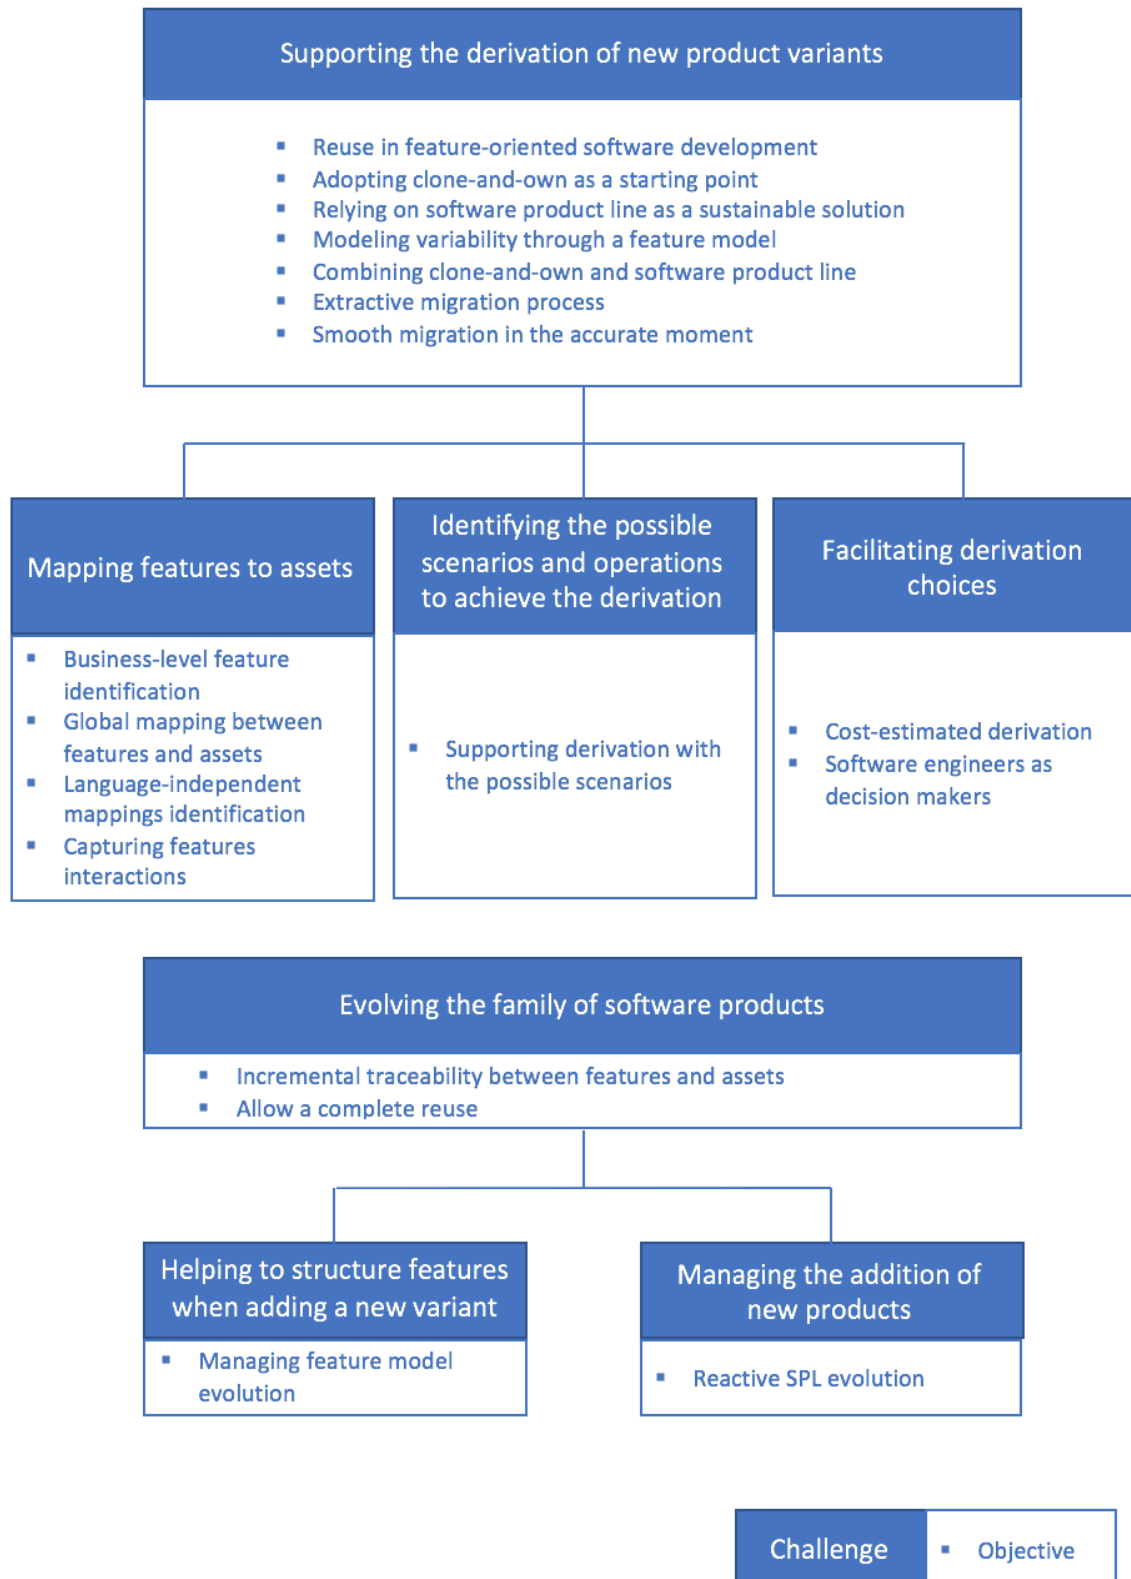 Supporting the derivation of new product variants
▪ Reuse in feature-oriented software development
▪ Adopting clone-and-own as a starting point
▪ Relying on software product line as a sustainable solution
▪ Modeling variability through a feature model
▪ Combining clone-and-own and software product line
▪ Extractive migration process
▪ Smooth migration in the accurate moment
Mapping features to assets
▪ Business-level feature
identification
▪ Global mapping between
features and assets
▪ Language-independent
mappings identification
▪ Capturing features
interactions
Identifying the possible
scenarios and operations
to achieve the derivation
▪ Supporting derivation with
the possible scenarios
Facilitating derivation
choices
▪ Cost-estimated derivation
▪ Software engineers as
decision makers
Evolving the family of software products
▪ Incremental traceability between features and assets
▪ Allow a complete reuse
Helping to structure features
when adding a new variant
▪ Managing feature model
evolution
Managing the addition of
new products
▪ Reactive SPL evolution
Challenge
▪ Objective